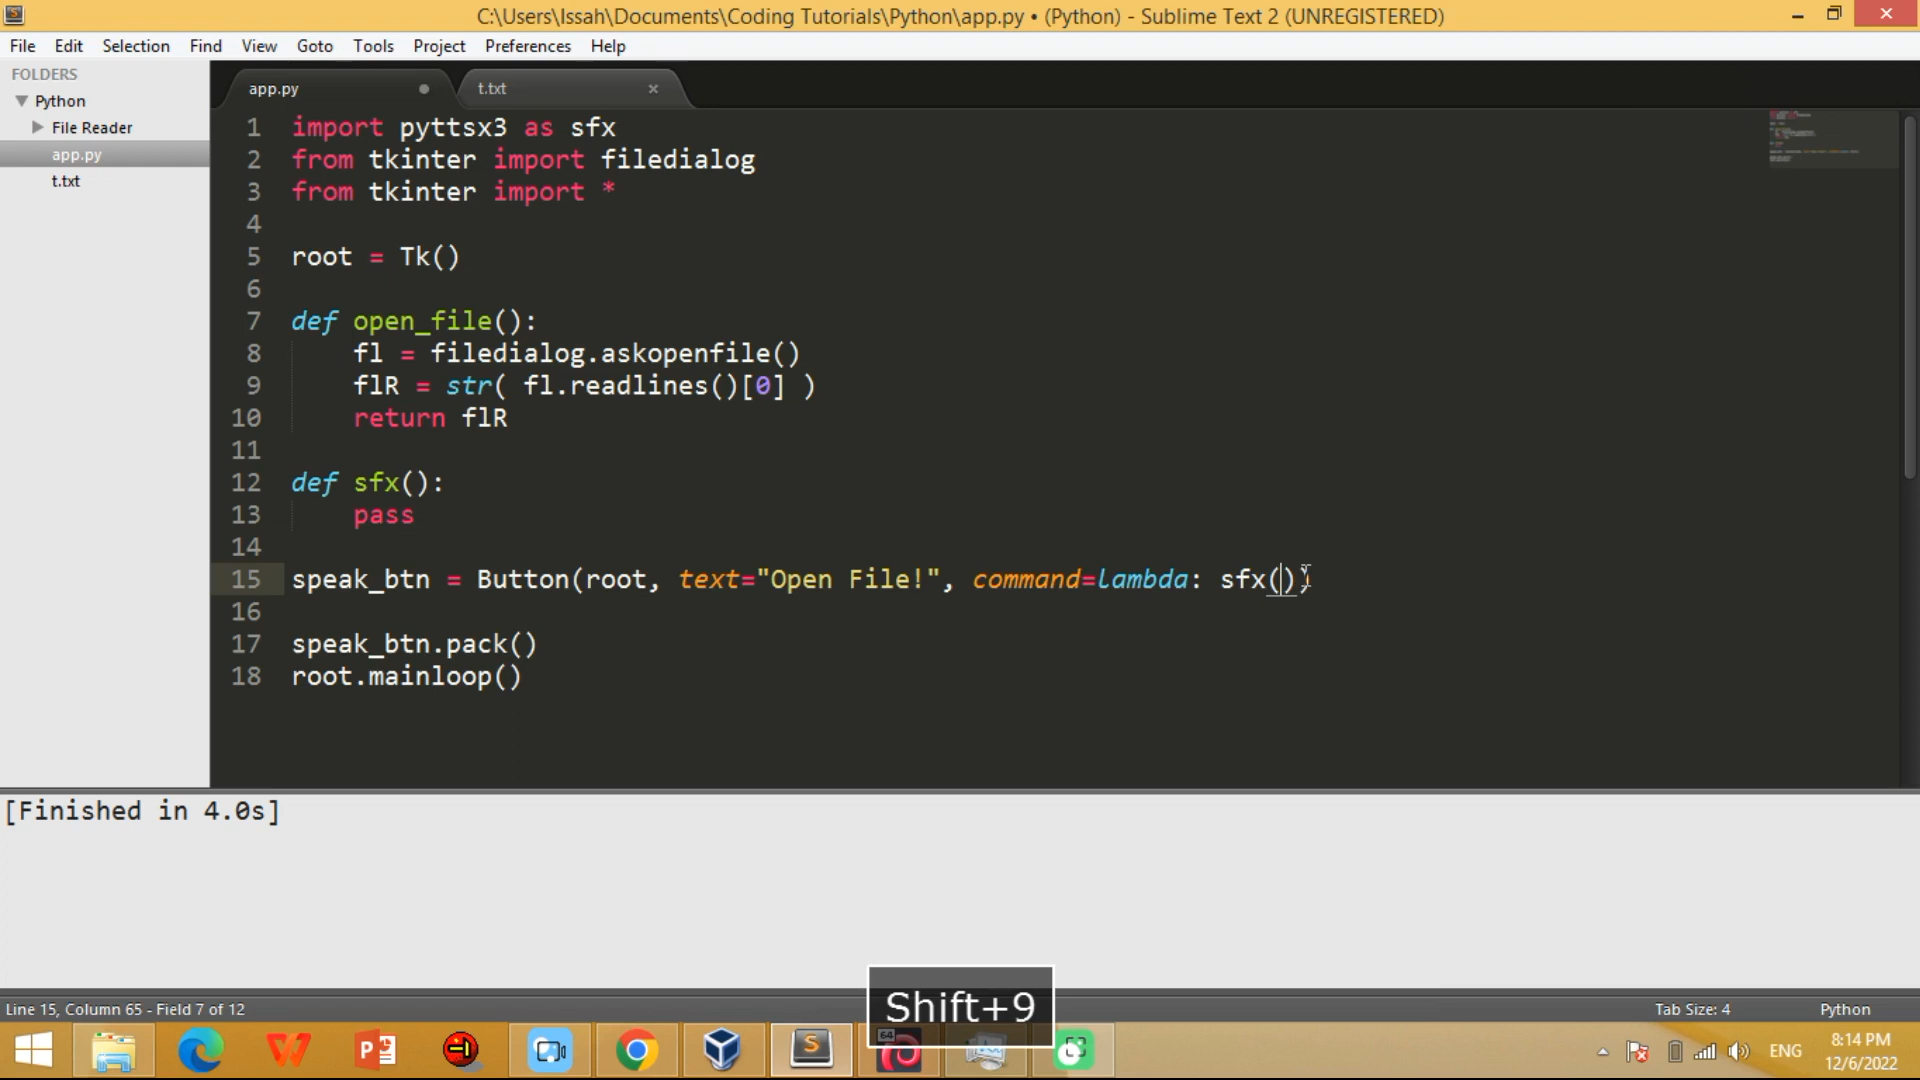 C:\Users\Issah\Documents\Coding Tutorials\Python\app.py • (Python) - Sublime Text 2 (UNREGISTERED)
File Edit Selection Find View Goto Tools Project Preferences Help
FOLDERS
Python
File Reader
app.py
t.txt
app.py
t.txt
1 import pyttsx3 as sfx
2 from tkinter import filedialog
3 from tkinter import *
4
5 root = Tk()
6
7 def open_file():
8     fl = filedialog.askopenfile()
9     flR = str( fl.readlines()[0] )
10     return flR
11
12 def sfx():
13     pass
14
15 speak_btn = Button(root, text="Open File!", command=lambda: sfx())
16
17 speak_btn.pack()
18 root.mainloop()
[Finished in 4.0s]
Shift+9
Line 15, Column 65 - Field 7 of 12
Tab Size: 4
Python
64
ENG
8:14 PM
12/6/2022